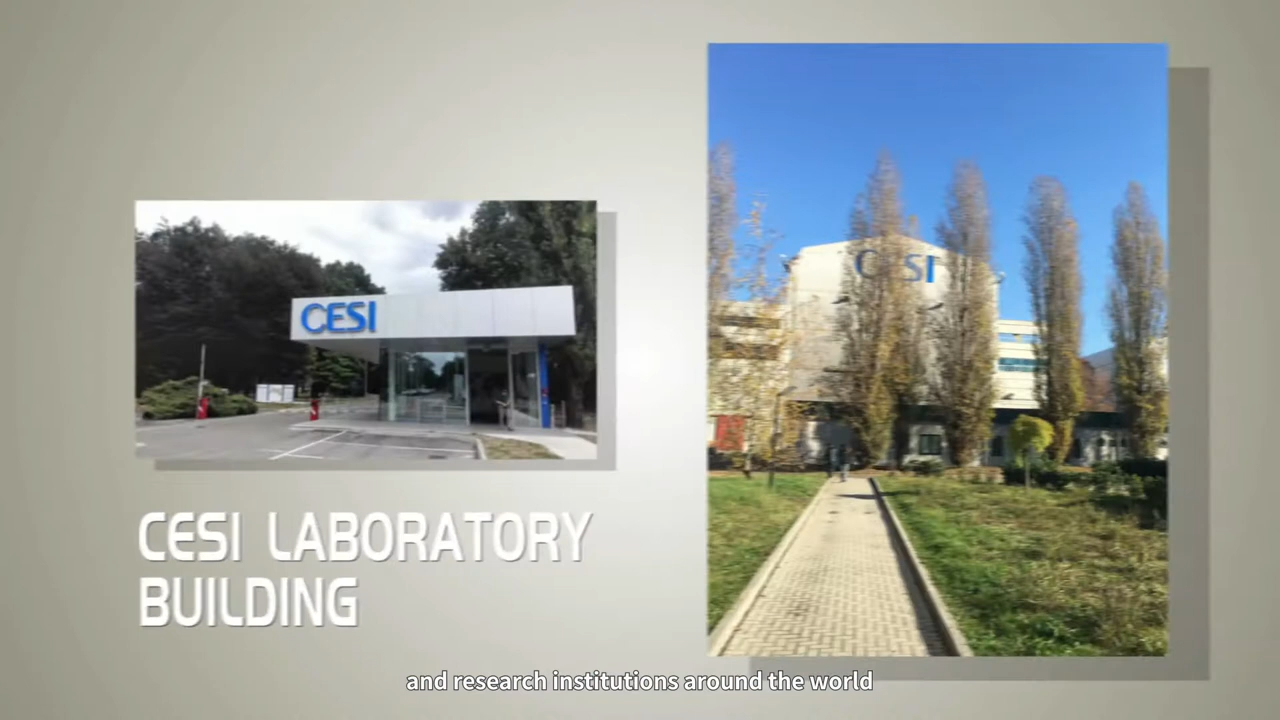 CESI
CESI
CESI LABORATORY
BUILDING
and research institutions around the world